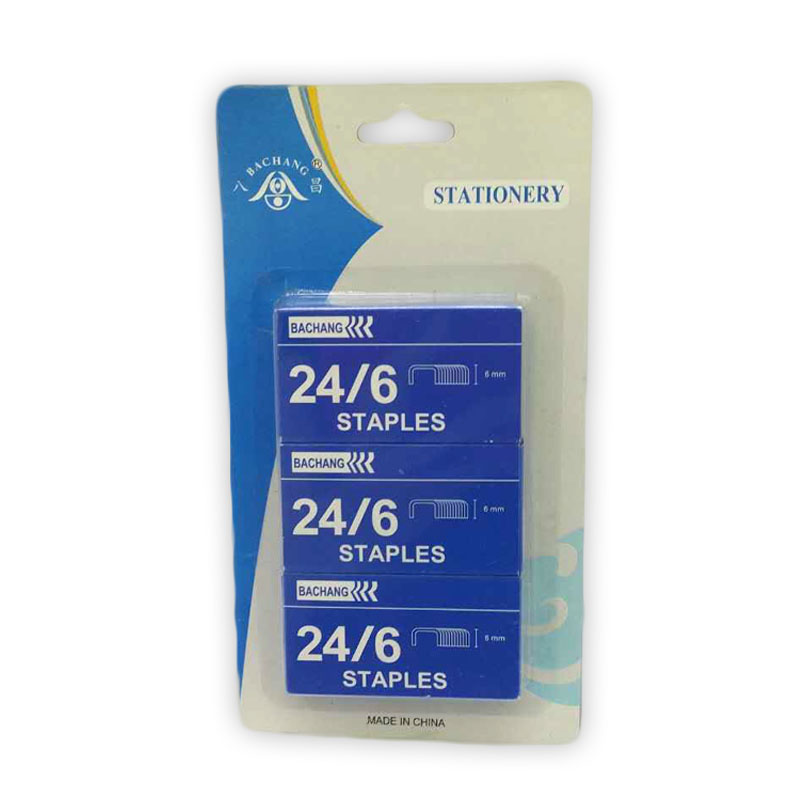 BACHANG®
八 昌
STATIONERY
BACHANG
24/6
6 mm
STAPLES
BACHANG
24/6
6 mm
STAPLES
BACHANG
24/6
6 mm
STAPLES
MADE IN CHINA